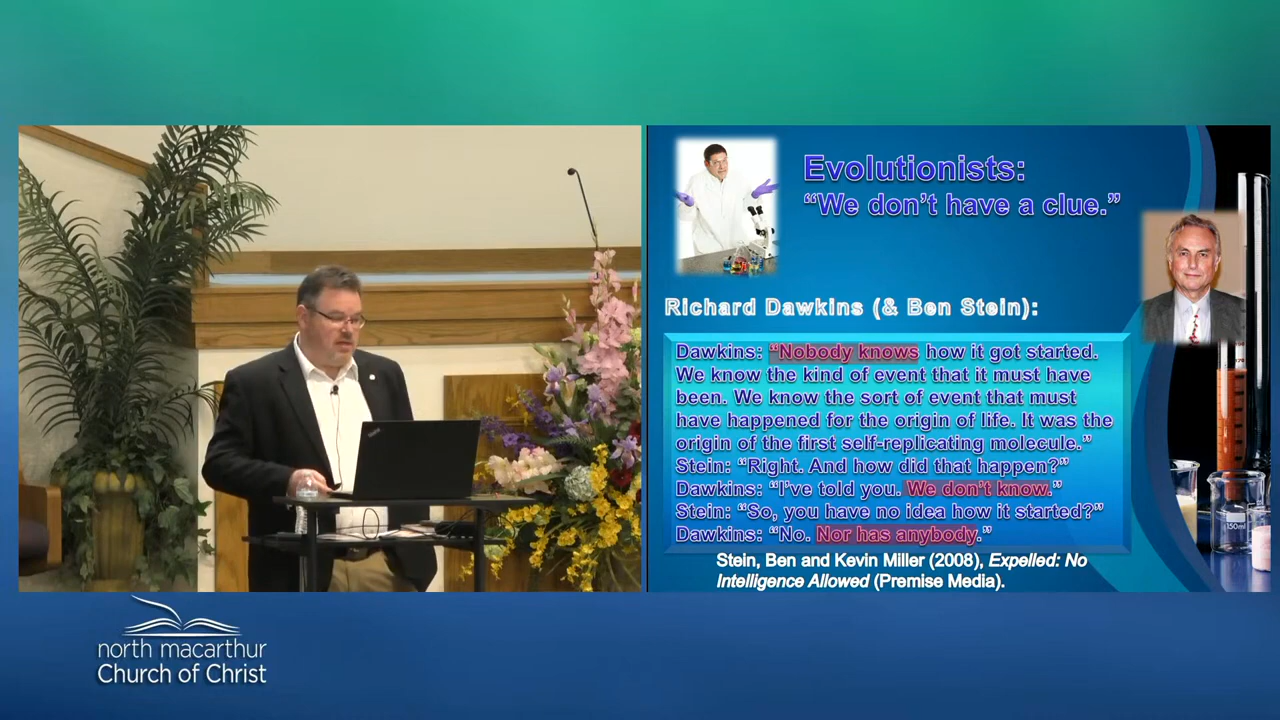 Evolutionists:
“We don’t have a clue.”
Richard Dawkins (& Ben Stein):
Dawkins: “Nobody knows how it got started.
We know the kind of event that it must have
been. We know the sort of event that must
have happened for the origin of life. It was the
origin of the first self-replicating molecule.”
Stein: “Right. And how did that happen?”
Dawkins: “I’ve told you. We don’t know.”
Stein: “So, you have no idea how it started?”
Dawkins: “No. Nor has anybody.”
Stein, Ben and Kevin Miller (2008), Expelled: No
Intelligence Allowed (Premise Media).
150ml
ThinkPad
north macarthur
Church of Christ